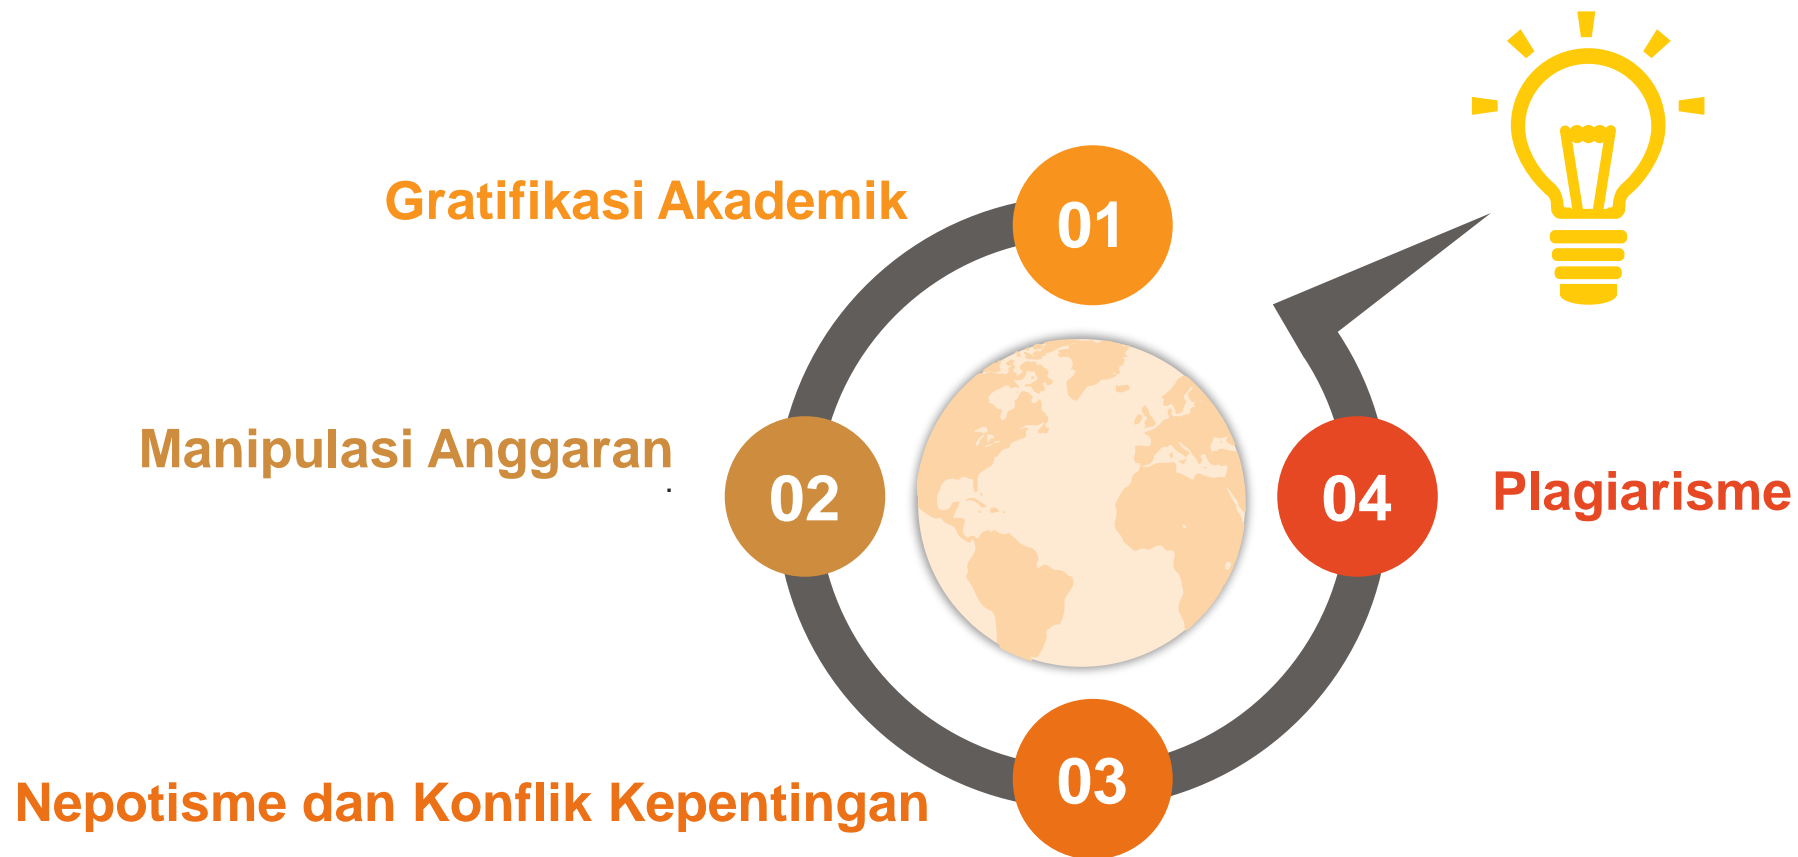 Gratifikasi Akademik
01
Manipulasi Anggaran
.
02
Nepotisme dan Konflik Kepentingan
03
04
Plagiarisme